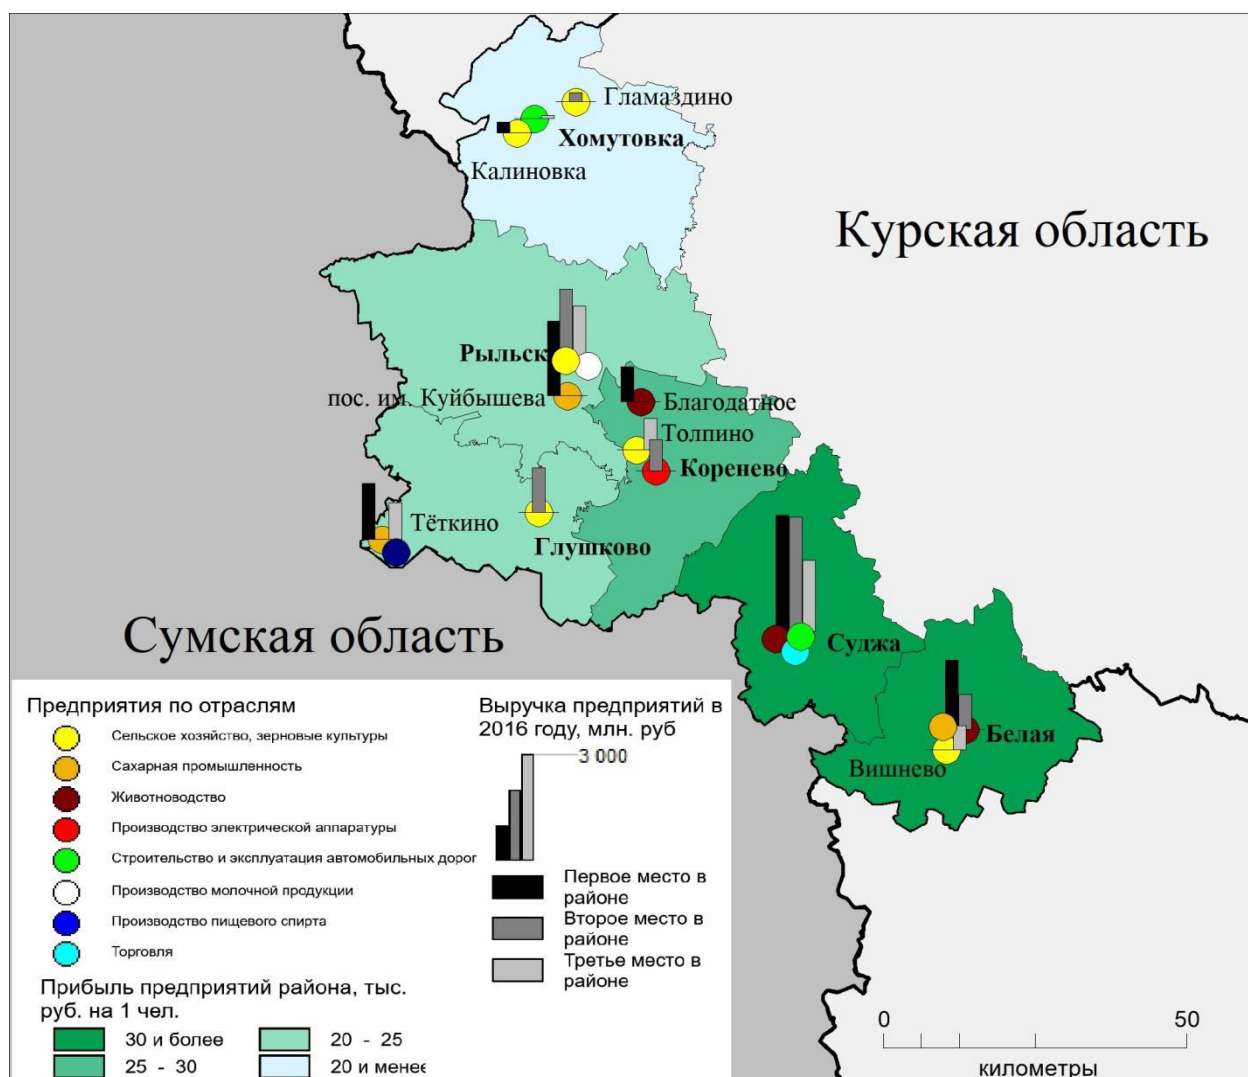 Гламаздино
Хомутовка
Калиновка
Курская область
Рыльск
пос. им. Куйбышева
Благодатное
Толпино
Коренево
Тёткино
Глушково
Сумская область
Суджа
Белая
Вишнево
Предприятия по отраслям
Сельское хозяйство, зерновые культуры
Сахарная промышленность
Животноводство
Производство электрической аппаратуры
Строительство и эксплуатация автомобильных дорог
Производство молочной продукции
Производство пищевого спирта
Торговля
Выручка предприятий в
2016 году, млн. руб
3 000
Первое место в
районе
Второе место в
районе
Третье место в
районе
Прибыль предприятий района, тыс.
руб. на 1 чел.
30 и более
20 - 25
25 - 30
20 и менее
0 50
километры